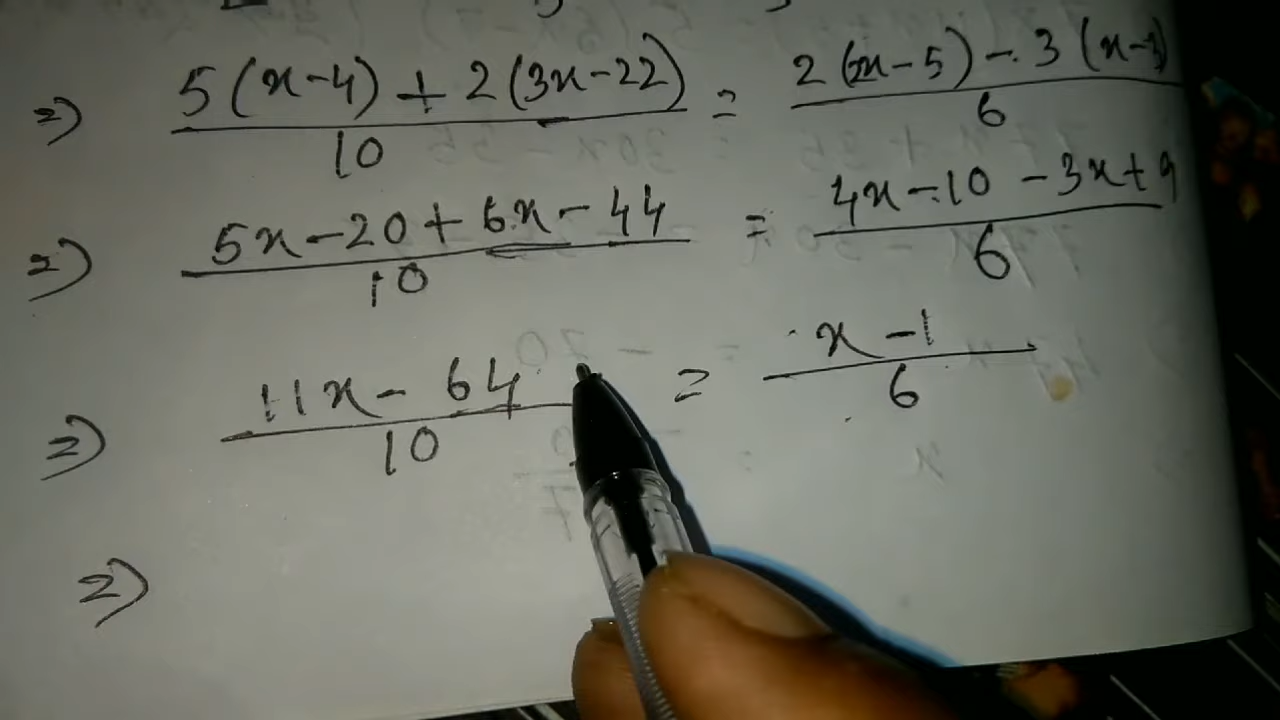 ⇒) 5(x-4)+2(3x-22)/10 = 2(2x-5)-3(x-3)/6
⇒) 5x-20+6x-44/10 = 4x-10-3x+9/6
⇒) 11x-64/10 = x-1/6
⇒)